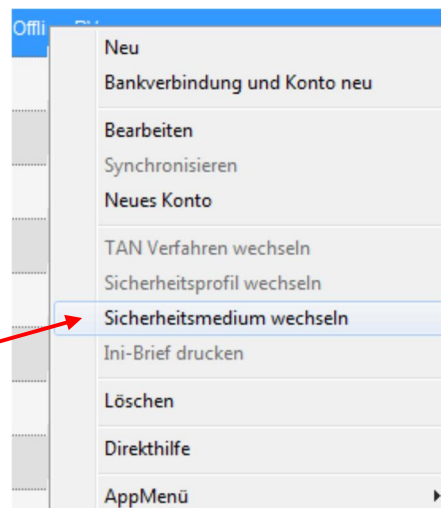 Offli
Neu
Bankverbindung und Konto neu
Bearbeiten
Synchronisieren
Neues Konto
TAN Verfahren wechseln
Sicherheitsprofil wechseln
Sicherheitsmedium wechseln
Ini-Brief drucken
Löschen
Direkthilfe
AppMenü